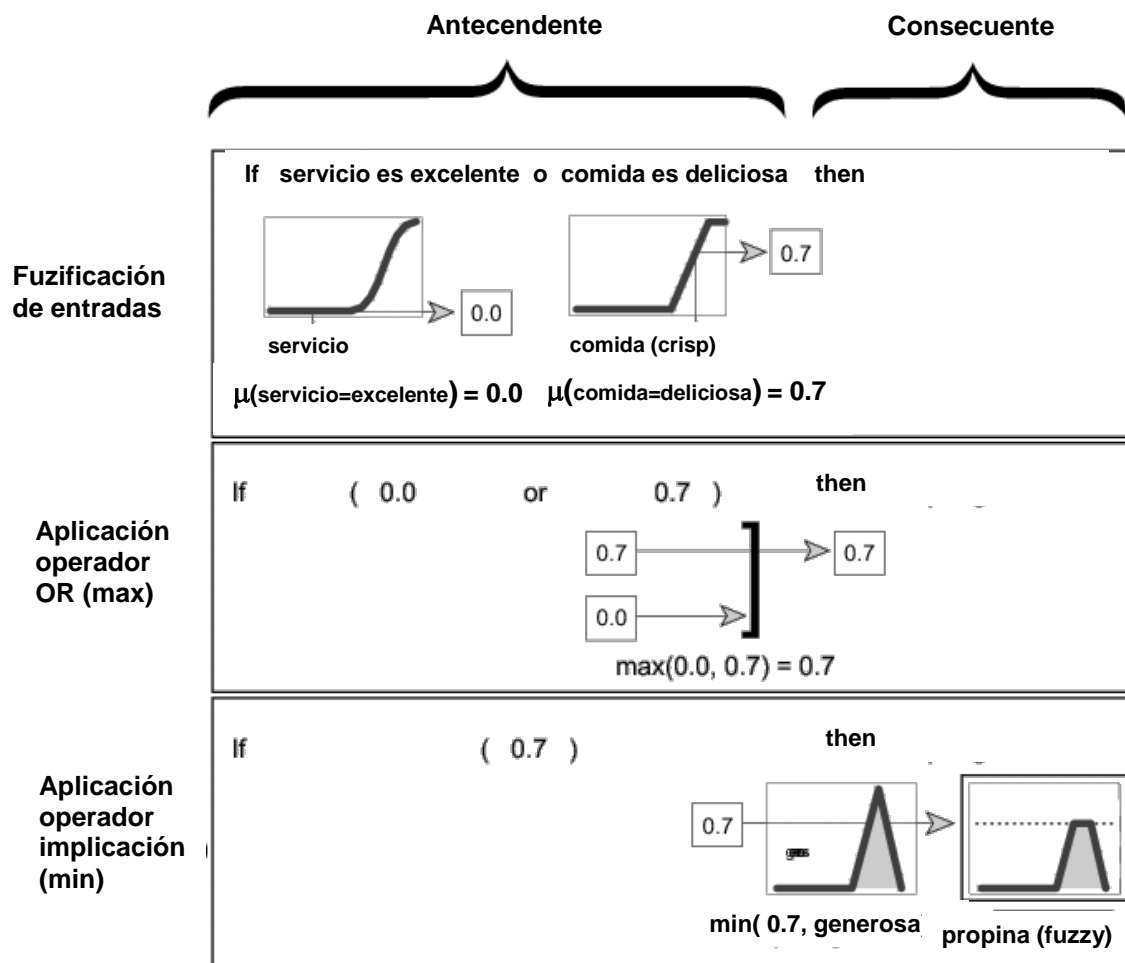 Antecendente
Consecuente
If servicio es excelente o comida es deliciosa then
Fuzificación
de entradas
0.0
0.7
servicio
comida (crisp)
μ(servicio=excelente) = 0.0 μ(comida=deliciosa) = 0.7
If ( 0.0 or 0.7 ) then
Aplicación
operador
OR (max)
0.7
0.7
0.0
max(0.0, 0.7) = 0.7
If ( 0.7 ) then
Aplicación
operador
implicación
(min)
0.7
min( 0.7, generosa)
propina (fuzzy)